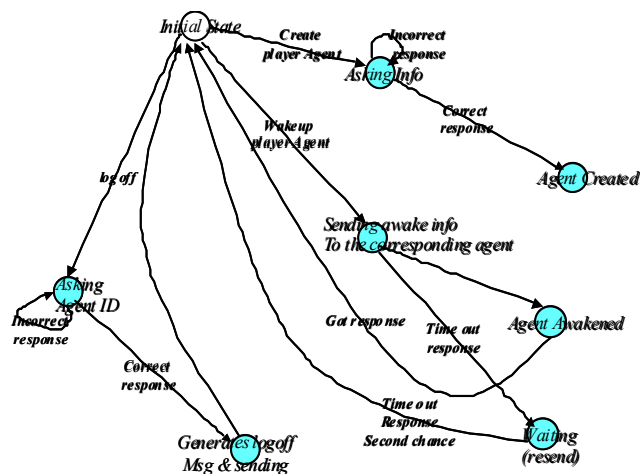 Initial State
Create
player Agent
Incorrect
response
Asking Info
Correct
response
Agent Created
Wakeup
player Agent
log off
Sending awake info
To the corresponding agent
Asking
Agent ID
Incorrect
response
Got response
Time out
response
Agent Awakened
Correct
response
Time out
Response
Second chance
Waiting
(resend)
Generates logoff
Msg & sending